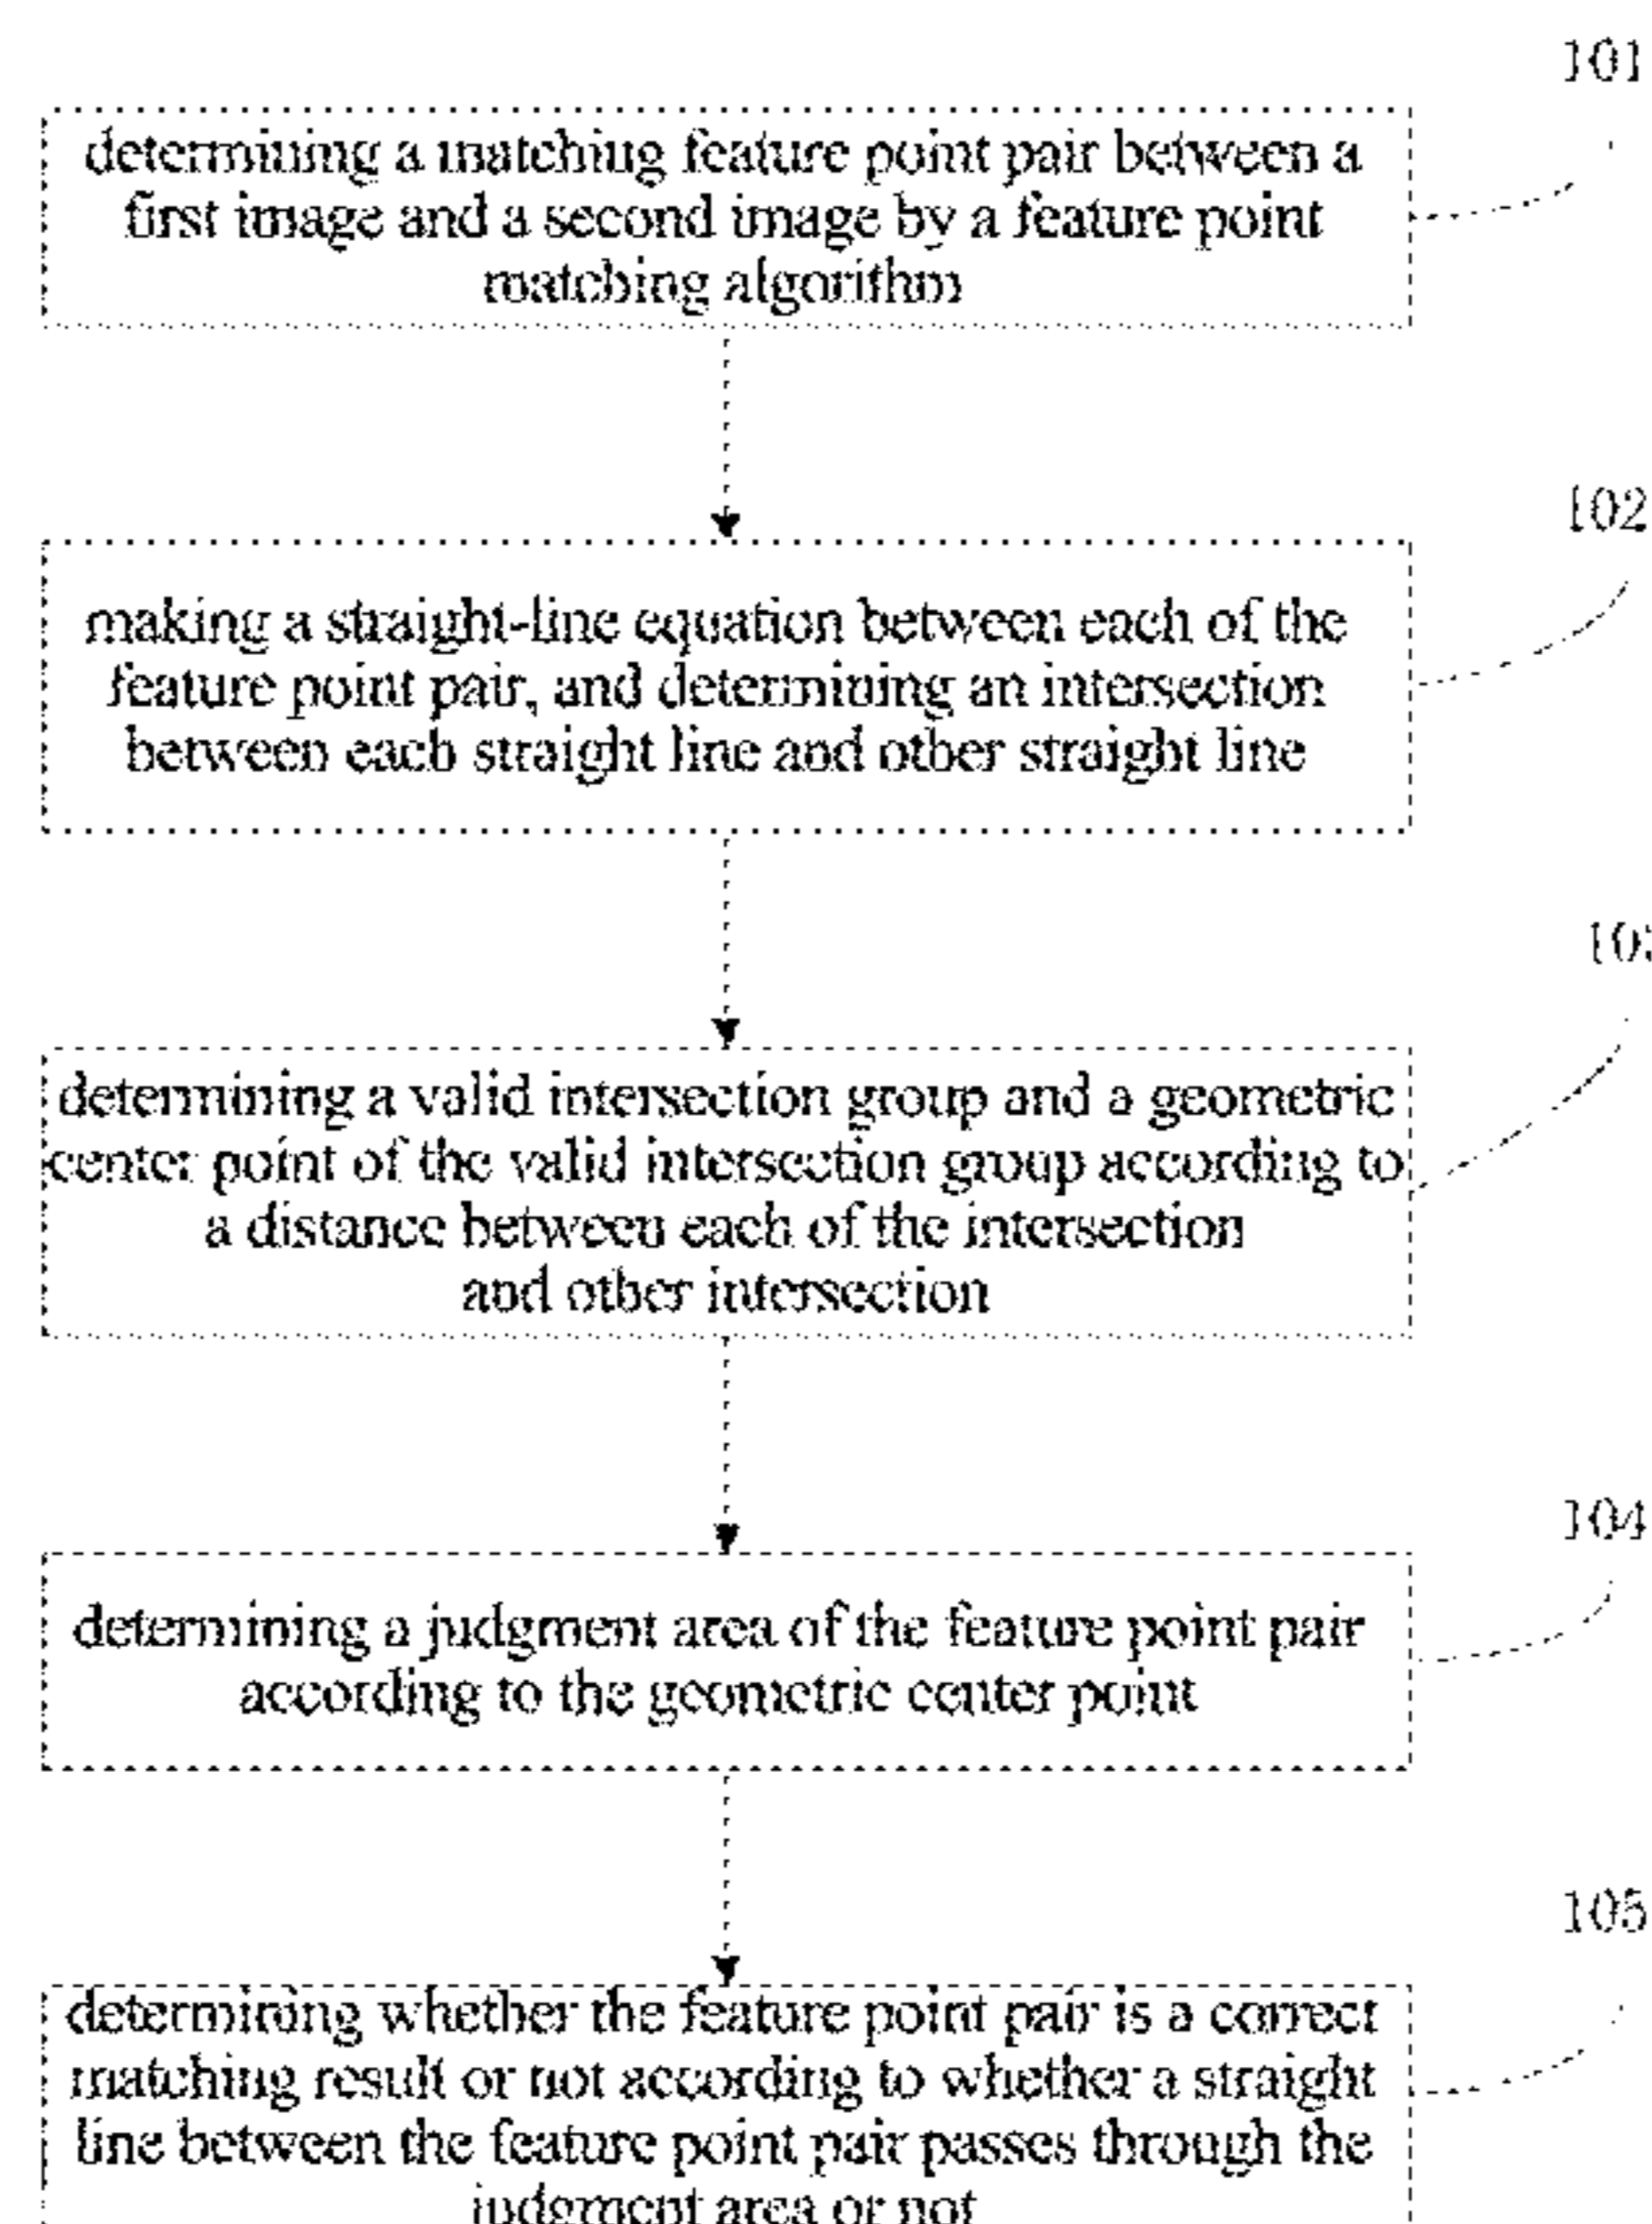 101
determining a matching feature point pair between a
first image and a second image by a feature point
matching algorithm
102
making a straight-line equation between each of the
feature point pair, and determining an intersection
between each straight line and other straight line
103
determining a valid intersection group and a geometric
center point of the valid intersection group according to
a distance between each of the intersection
and other intersection
104
determining a judgment area of the feature point pair
according to the geometric center point
105
determining whether the feature point pair is a correct
matching result or not according to whether a straight
line between the feature point pair passes through the
judgment area or not